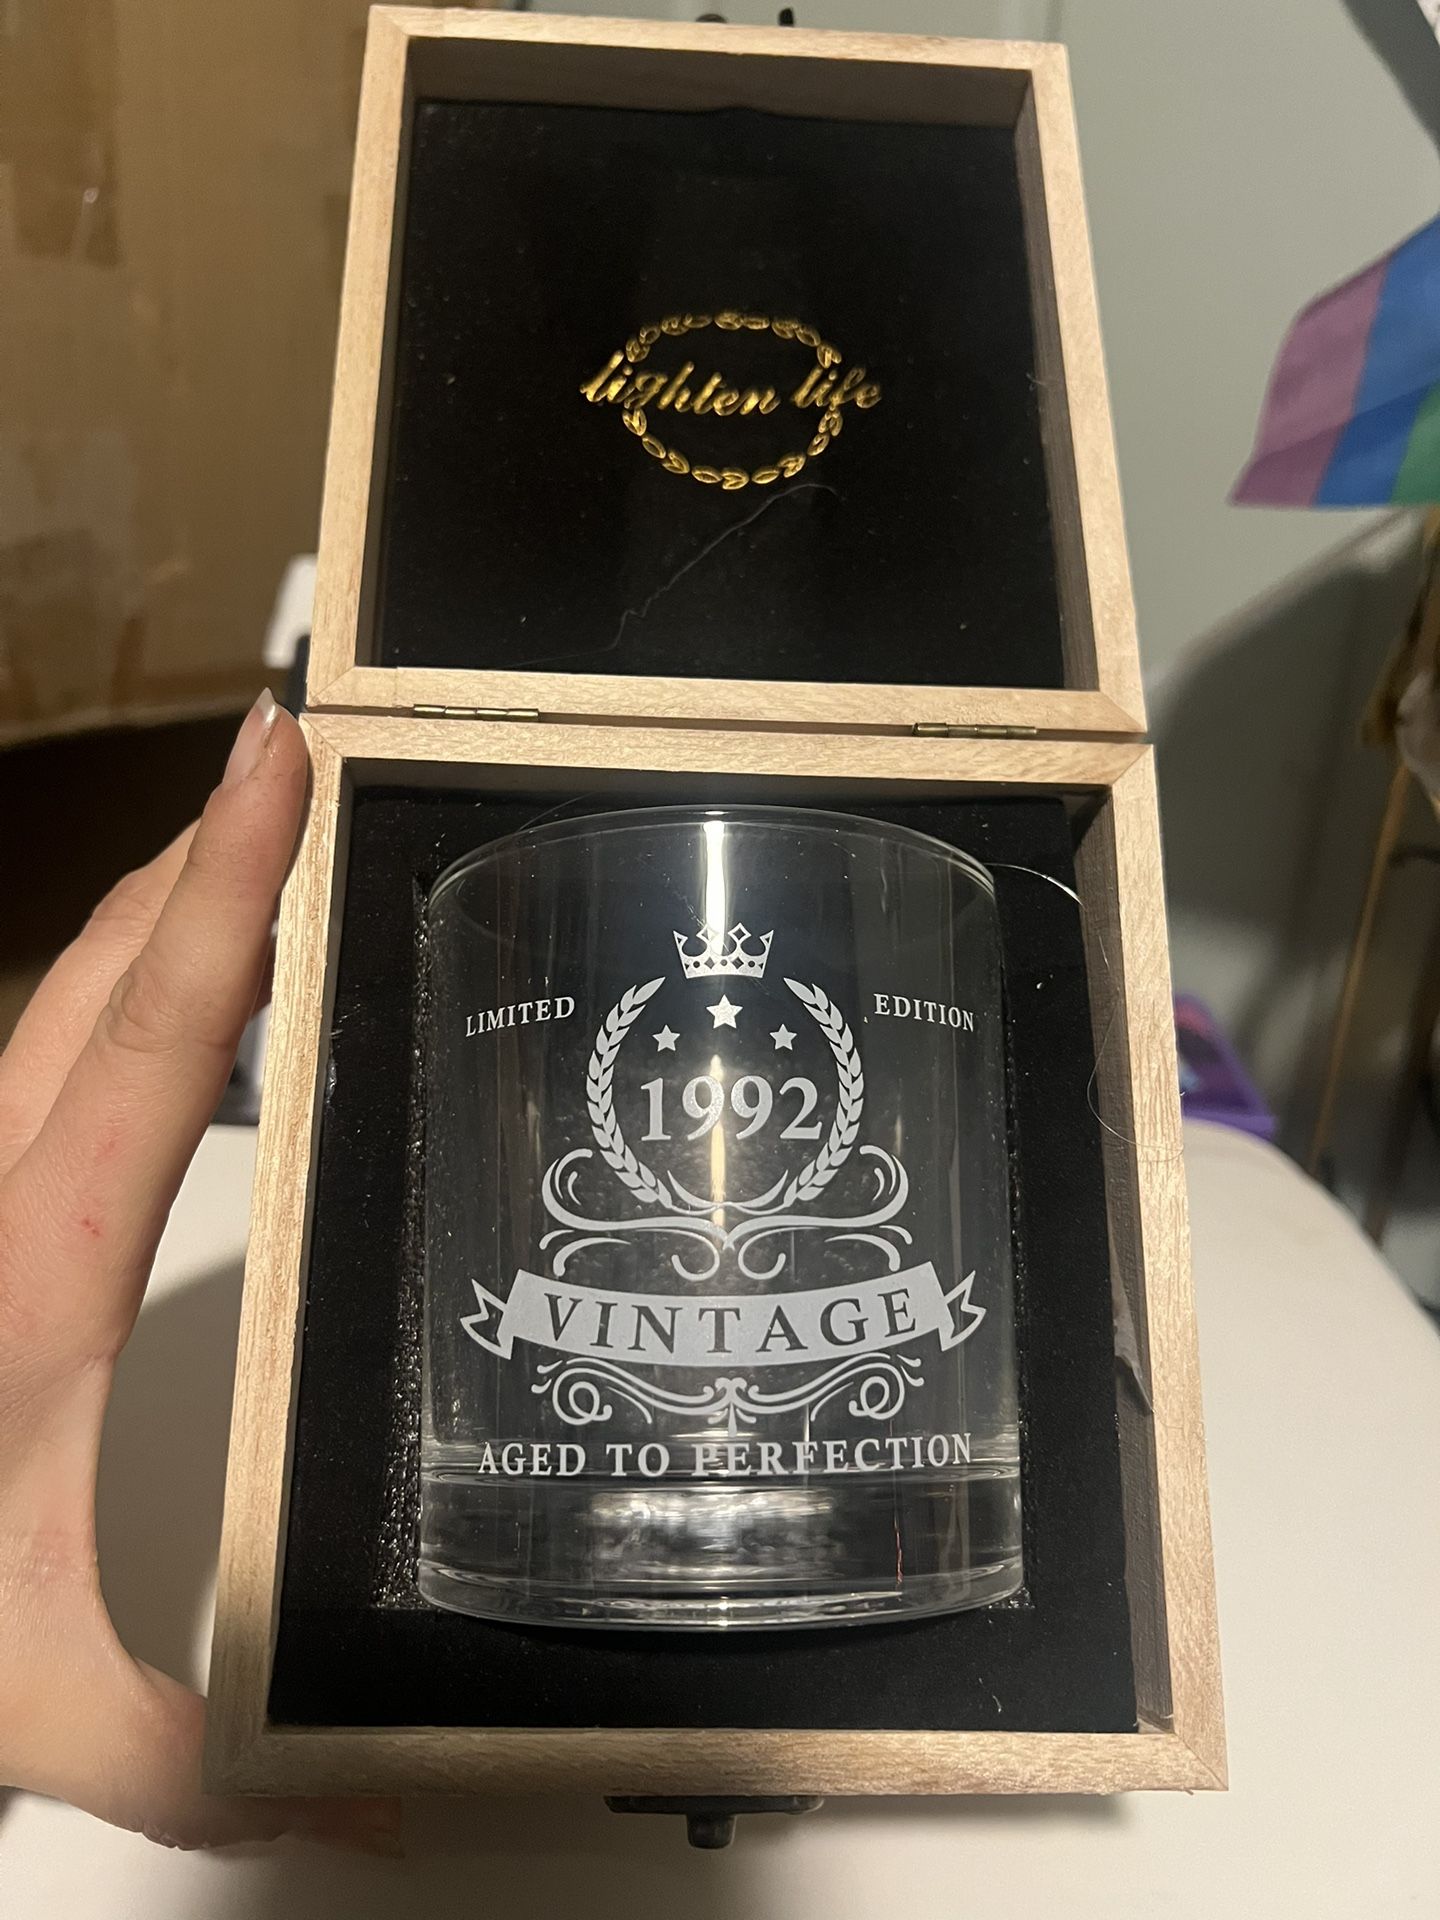 lighten life
LIMITED EDITION
1992
VINTAGE
AGED TO PERFECTION